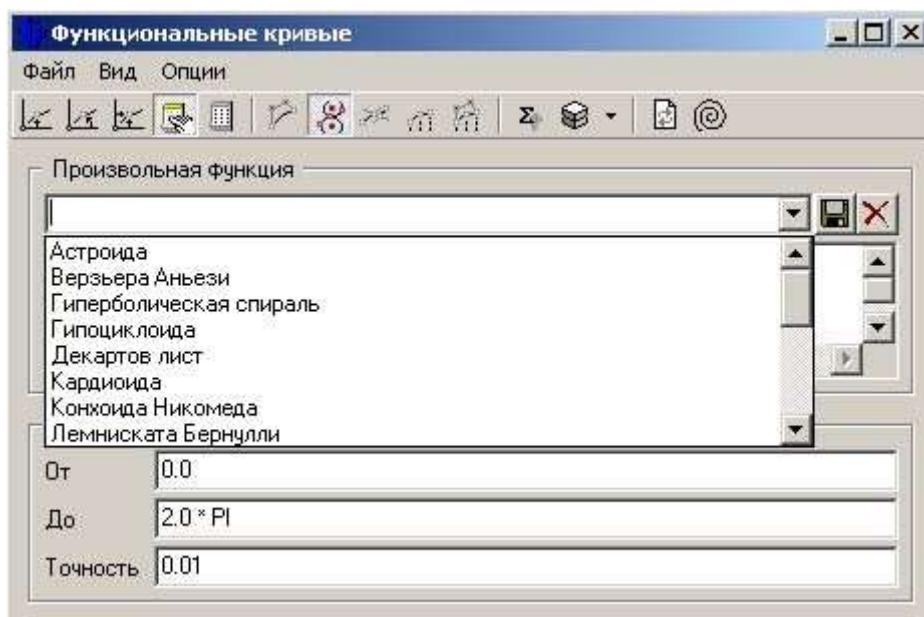 Функциональные кривые
Файл Вид Опции
Произвольная функция
Астроида
Верзьера Аньези
Гиперболическая спираль
Гипоциклоида
Декартов лист
Кардиоида
Конхоида Никомеда
Лемниската Бернулли
От 0.0
До 2.0 * PI
Точность 0.01